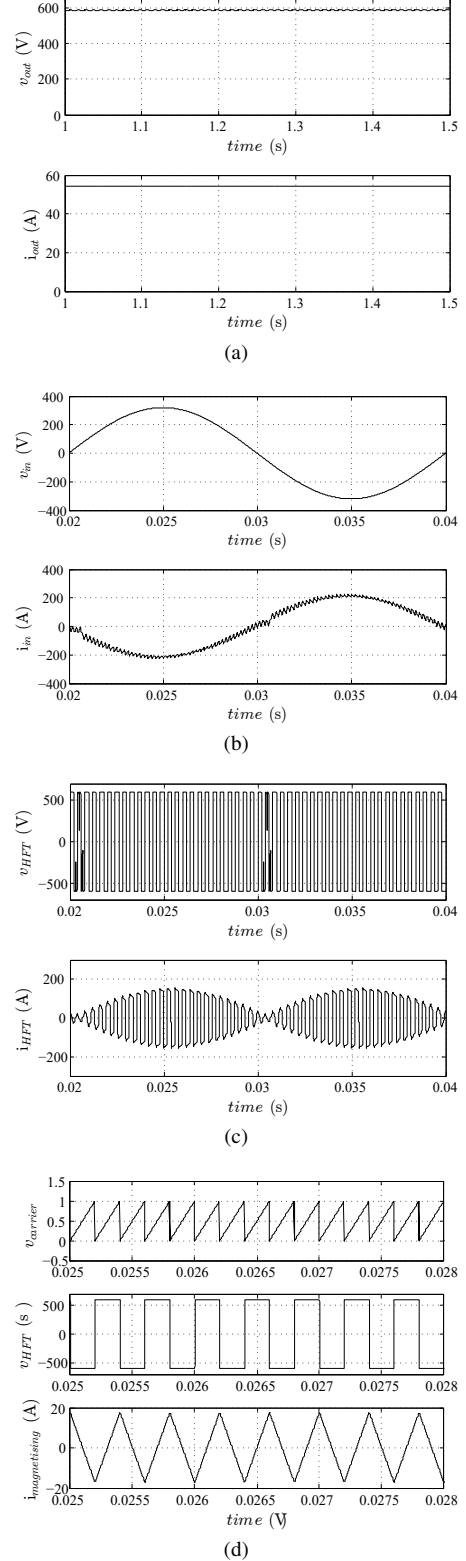 600
400
200
0
v_out (V)
1 1.1 1.2 1.3 1.4 1.5
time (s)
60
40
20
0
i_out (A)
1 1.1 1.2 1.3 1.4 1.5
time (s)
(a)
400
200
0
−200
−400
v_in (V)
0.02 0.025 0.03 0.035 0.04
time (s)
400
200
0
−200
−400
i_in (A)
0.02 0.025 0.03 0.035 0.04
time (s)
(b)
500
0
−500
v_HFT (V)
0.02 0.025 0.03 0.035 0.04
time (s)
200
0
−200
i_HFT (A)
0.02 0.025 0.03 0.035 0.04
time (s)
(c)
1.5
1
0.5
0
−0.5
v_carrier
0.025 0.0255 0.026 0.0265 0.027 0.0275 0.028
500
0
−500
v_HFT (s )
0.025 0.0255 0.026 0.0265 0.027 0.0275 0.028
20
0
−20
i_magnetising (A)
0.025 0.0255 0.026 0.0265 0.027 0.0275 0.028
time (V)
(d)